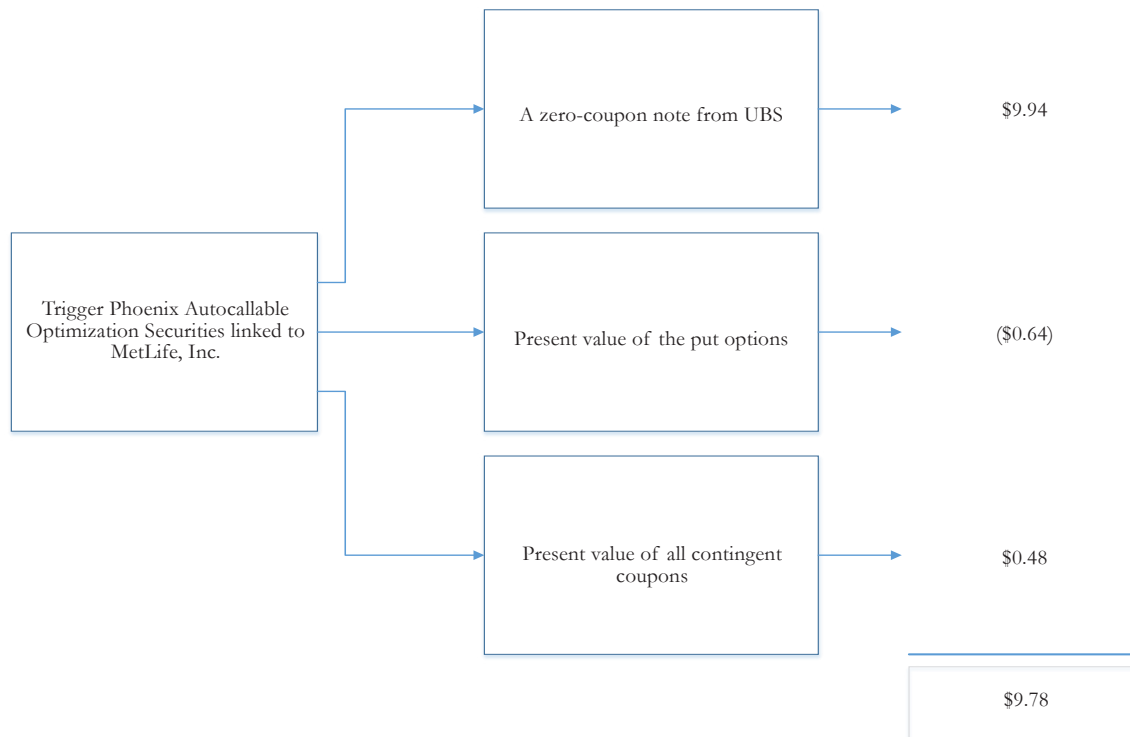 A zero-coupon note from UBS
$9.94
Trigger Phoenix Autocallable
Optimization Securities linked to
MetLife, Inc.
Present value of the put options
($0.64)
Present value of all contingent
coupons
$0.48
$9.78